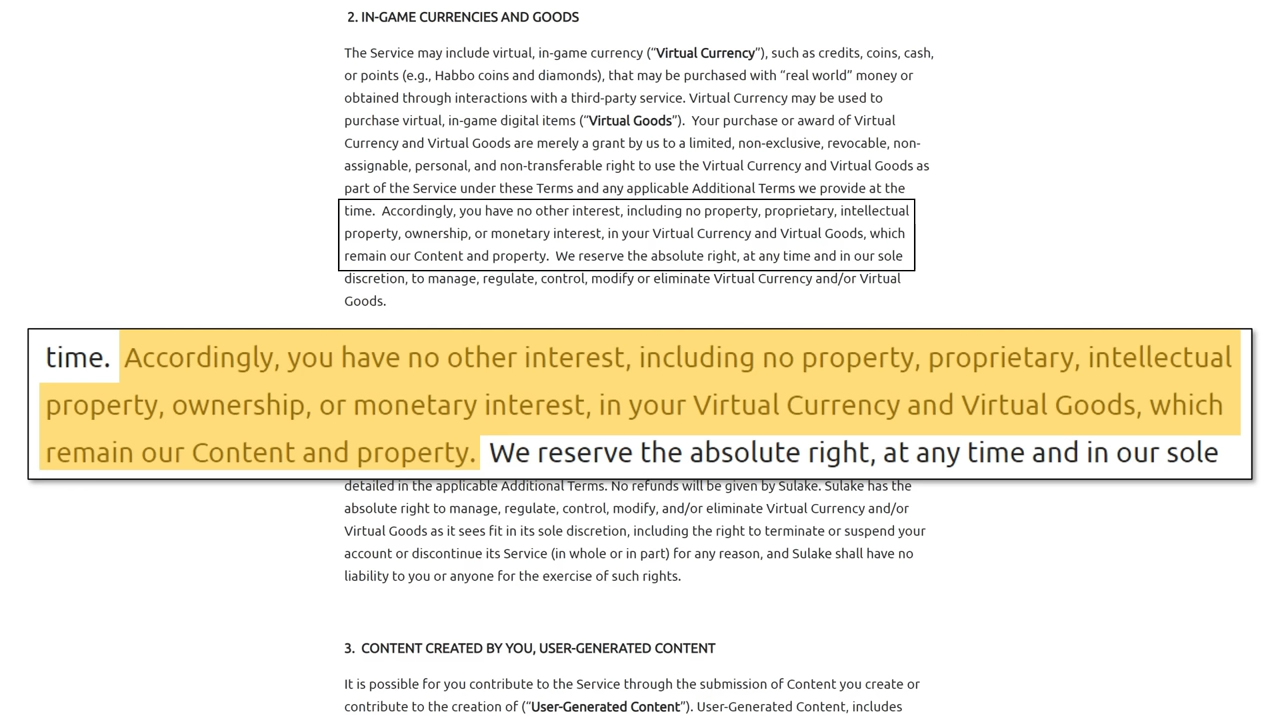 2. IN-GAME CURRENCIES AND GOODS
The Service may include virtual, in-game currency (“Virtual Currency”), such as credits, coins, cash,
or points (e.g., Habbo coins and diamonds), that may be purchased with “real world” money or
obtained through interactions with a third-party service. Virtual Currency may be used to
purchase virtual, in-game digital items (“Virtual Goods”).  Your purchase or award of Virtual
Currency and Virtual Goods are merely a grant by us to a limited, non-exclusive, revocable, non-
assignable, personal, and non-transferable right to use the Virtual Currency and Virtual Goods as
part of the Service under these Terms and any applicable Additional Terms we provide at the
time.  Accordingly, you have no other interest, including no property, proprietary, intellectual
property, ownership, or monetary interest, in your Virtual Currency and Virtual Goods, which
remain our Content and property.  We reserve the absolute right, at any time and in our sole
discretion, to manage, regulate, control, modify or eliminate Virtual Currency and/or Virtual
Goods.
time.  Accordingly, you have no other interest, including no property, proprietary, intellectual
property, ownership, or monetary interest, in your Virtual Currency and Virtual Goods, which
remain our Content and property.  We reserve the absolute right, at any time and in our sole
detailed in the applicable Additional Terms. No refunds will be given by Sulake. Sulake has the
absolute right to manage, regulate, control, modify, and/or eliminate Virtual Currency and/or
Virtual Goods as it sees fit in its sole discretion, including the right to terminate or suspend your
account or discontinue its Service (in whole or in part) for any reason, and Sulake shall have no
liability to you or anyone for the exercise of such rights.
3.  CONTENT CREATED BY YOU, USER-GENERATED CONTENT
It is possible for you contribute to the Service through the submission of Content you create or
contribute to the creation of (“User-Generated Content”). User-Generated Content, includes